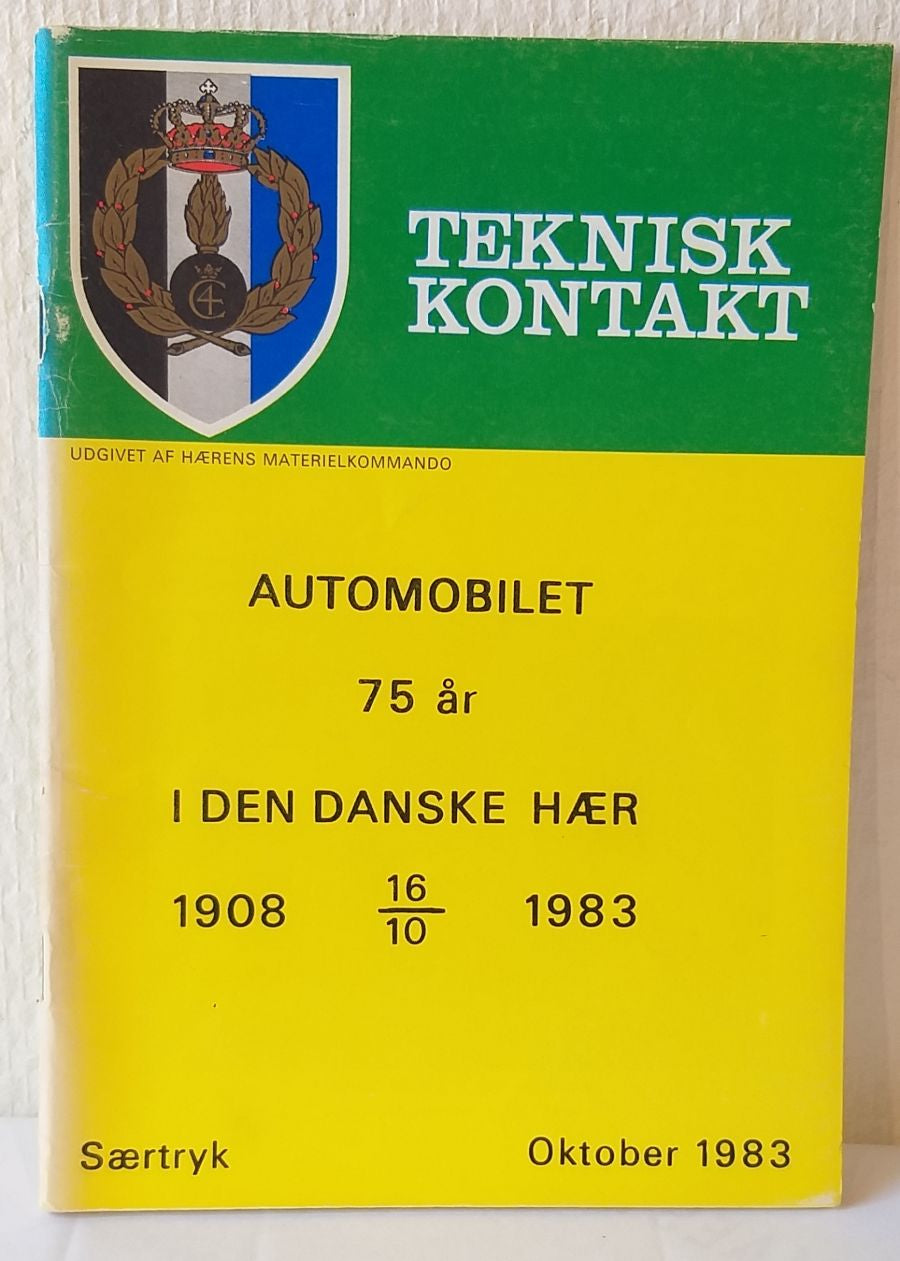 TEKNISK
KONTAKT
UDGIVET AF HÆRENS MATERIELKOMMANDO
AUTOMOBILET
75 år
I DEN DANSKE HÆR
1908 16/10 1983
Særtryk Oktober 1983